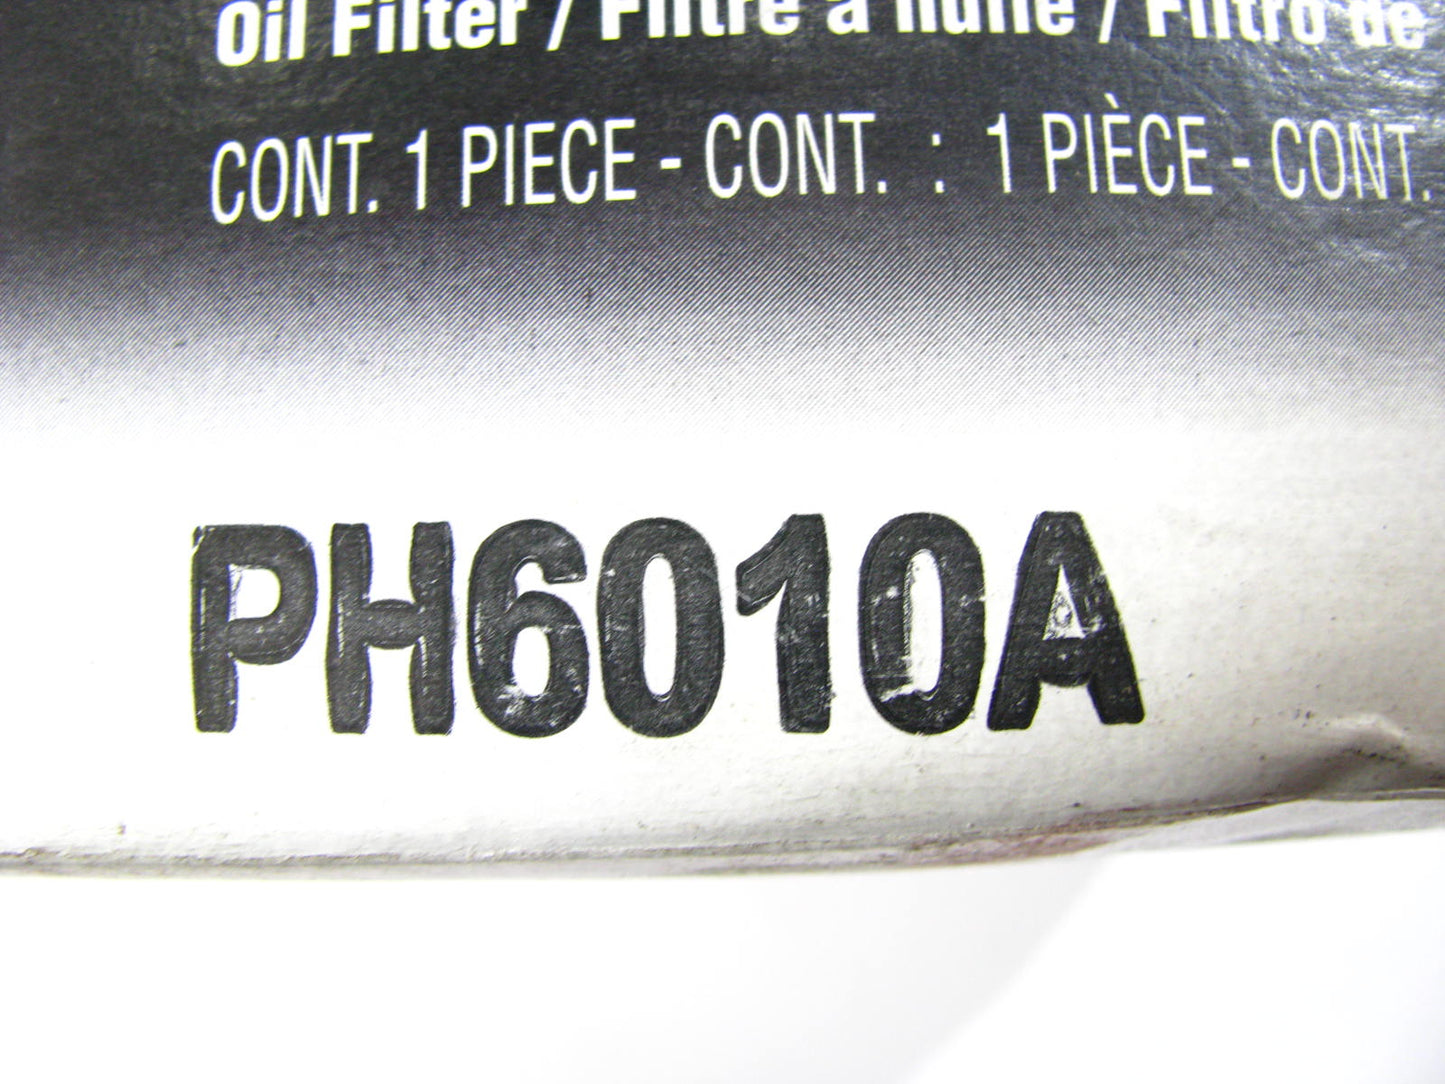 Oil Filter / Filtre à huile / Filtro de
CONT. 1 PIECE - CONT. : 1 PIÈCE - CONT.
PH6010A